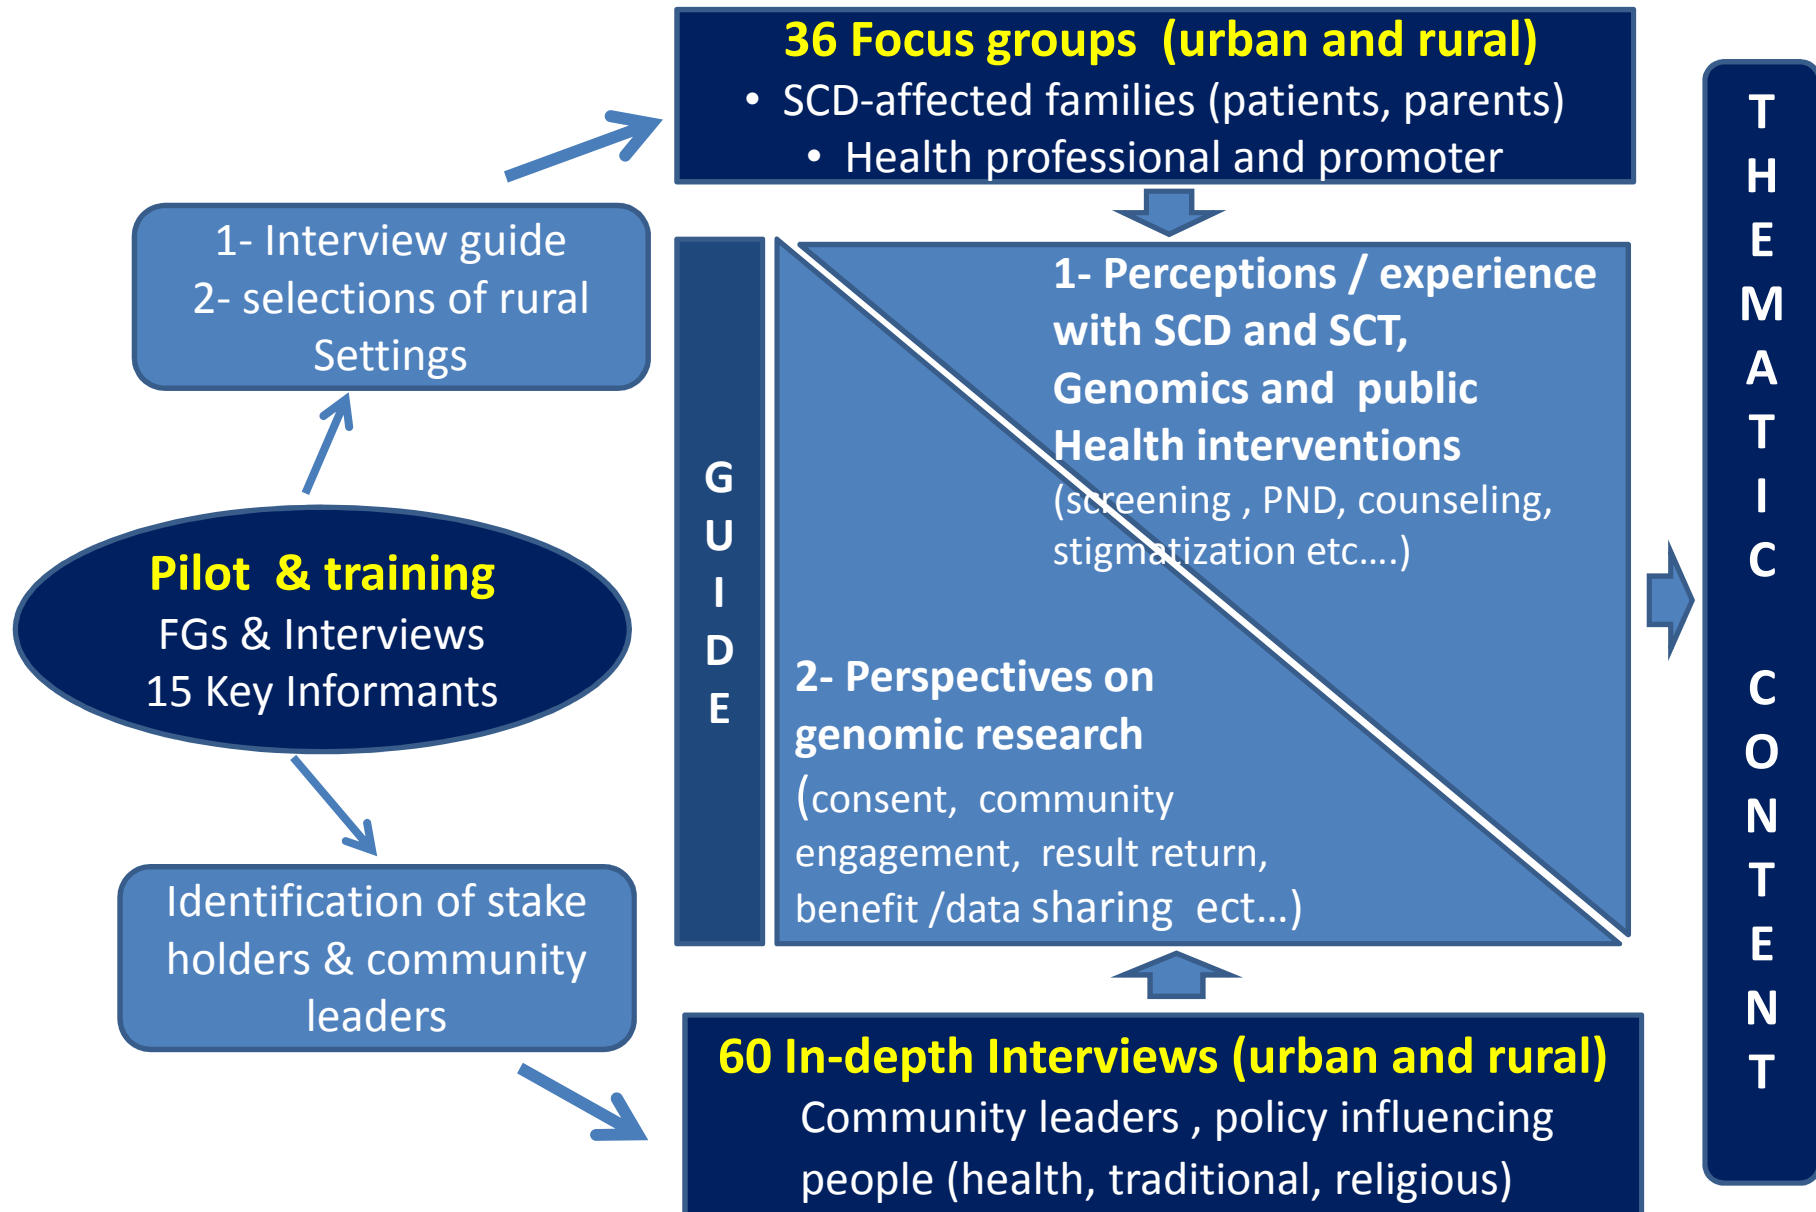 36 Focus groups (urban and rural)
• SCD-affected families (patients, parents)
• Health professional and promoter
1- Interview guide
2- selections of rural
Settings
Pilot & training
FGs & Interviews
15 Key Informants
Identification of stake
holders & community
leaders
GUIDE
1- Perceptions / experience
with SCD and SCT,
Genomics and public
Health interventions
(screening , PND, counseling,
stigmatization etc....)
2- Perspectives on
genomic research
(consent, community
engagement, result return,
benefit /data sharing ect...)
60 In-depth Interviews (urban and rural)
Community leaders , policy influencing
people (health, traditional, religious)
THEMATIC CONTENT